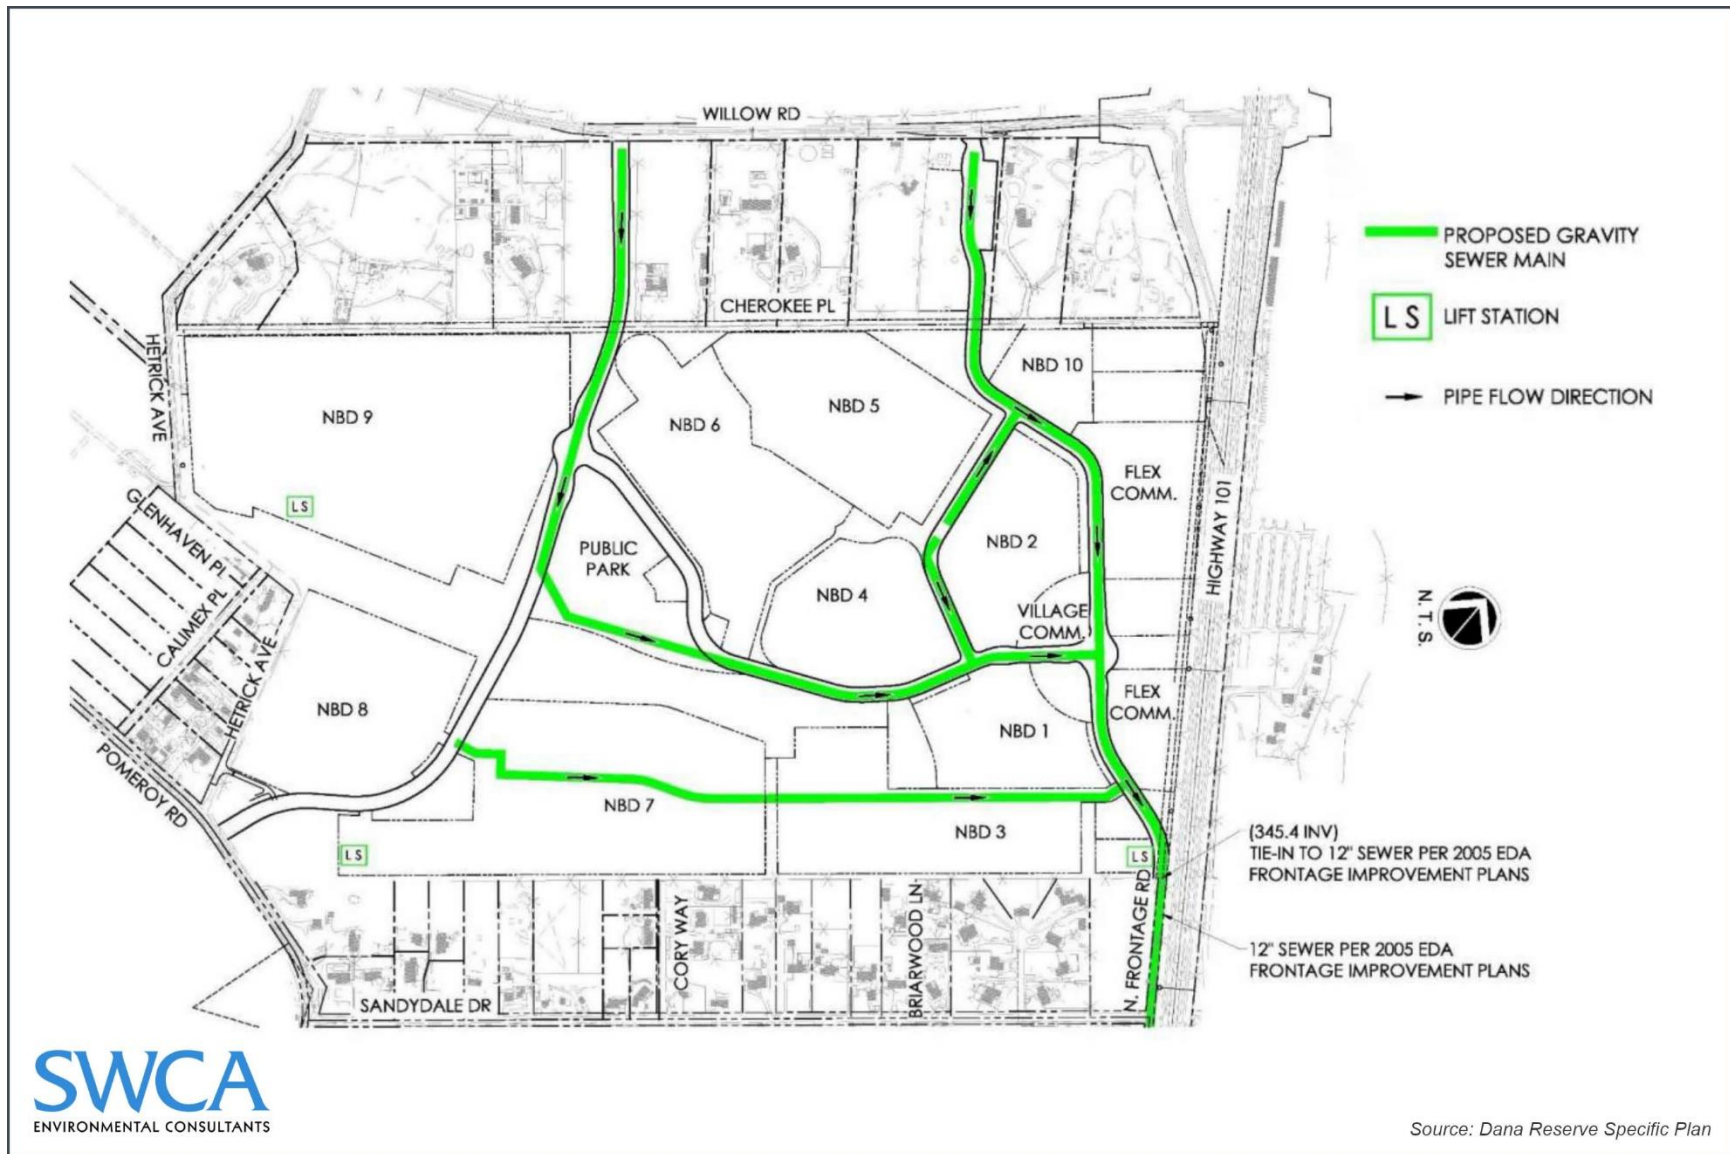 WILLOW RD
PROPOSED GRAVITY
SEWER MAIN
CHEROKEE PL
L S
LIFT STATION
HETRICK AVE
NBD 10
PIPE FLOW DIRECTION
NBD 9
NBD 5
NBD 6
FLEX
COMM.
HIGHWAY 101
L S
GLENHAVEN PL
NBD 2
PUBLIC
PARK
NBD 4
CALIMEX PL
VILLAGE
COMM.
N. T. S.
HETRICK AVE
NBD 8
FLEX
COMM.
NBD 1
POMEROY RD
NBD 7
NBD 3
L S
L S
(345.4 INV)
TIE-IN TO 12" SEWER PER 2005 EDA
FRONTAGE IMPROVEMENT PLANS
N. FRONTAGE RD
CORY WAY
BRIARWOOD LN
12" SEWER PER 2005 EDA
FRONTAGE IMPROVEMENT PLANS
SANDYDALE DR
SWCA
ENVIRONMENTAL CONSULTANTS
Source: Dana Reserve Specific Plan